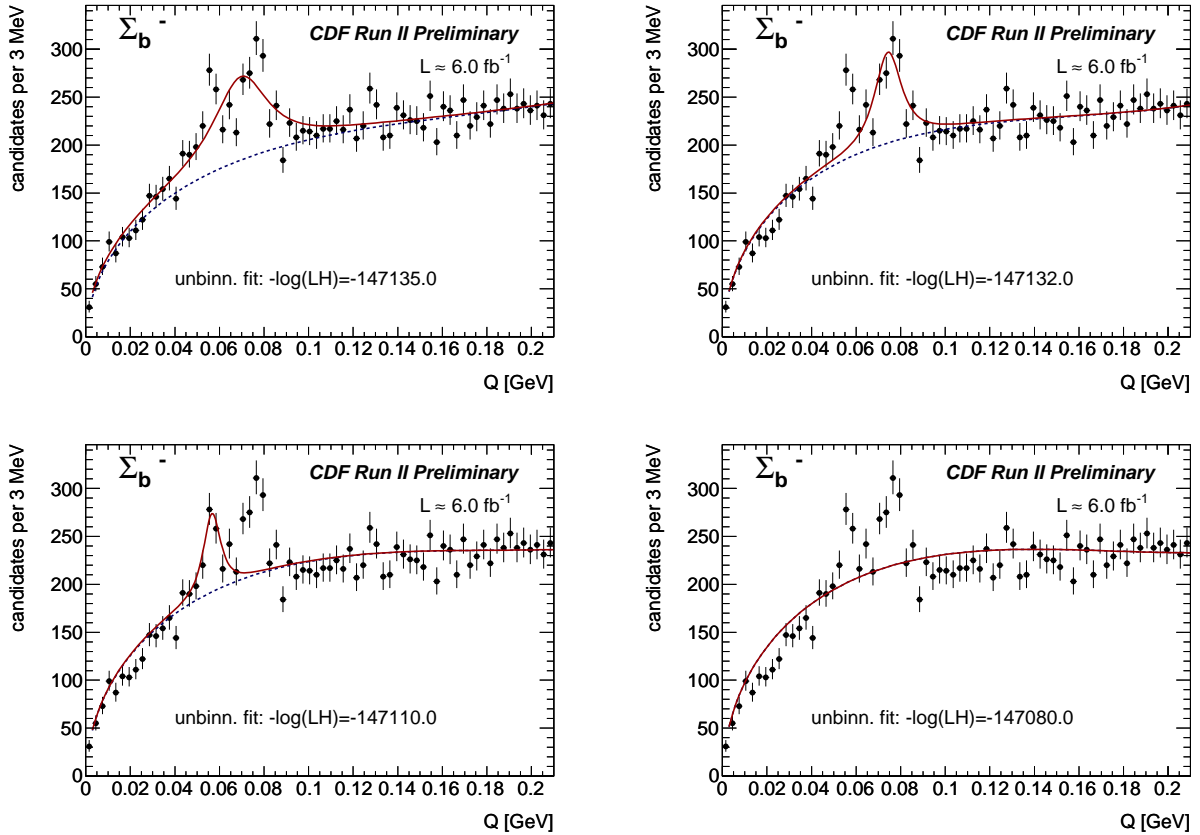 Σb- CDF Run II Preliminary
L ≈ 6.0 fb-1
candidates per 3 MeV
300
250
200
150
100
50
0
unbinn. fit: -log(LH)=-147135.0
0 0.02 0.04 0.06 0.08 0.1 0.12 0.14 0.16 0.18 0.2
Q [GeV]
Σb- CDF Run II Preliminary
L ≈ 6.0 fb-1
candidates per 3 MeV
300
250
200
150
100
50
0
unbinn. fit: -log(LH)=-147132.0
0 0.02 0.04 0.06 0.08 0.1 0.12 0.14 0.16 0.18 0.2
Q [GeV]
Σb- CDF Run II Preliminary
L ≈ 6.0 fb-1
candidates per 3 MeV
300
250
200
150
100
50
0
unbinn. fit: -log(LH)=-147110.0
0 0.02 0.04 0.06 0.08 0.1 0.12 0.14 0.16 0.18 0.2
Q [GeV]
Σb- CDF Run II Preliminary
L ≈ 6.0 fb-1
candidates per 3 MeV
300
250
200
150
100
50
0
unbinn. fit: -log(LH)=-147080.0
0 0.02 0.04 0.06 0.08 0.1 0.12 0.14 0.16 0.18 0.2
Q [GeV]